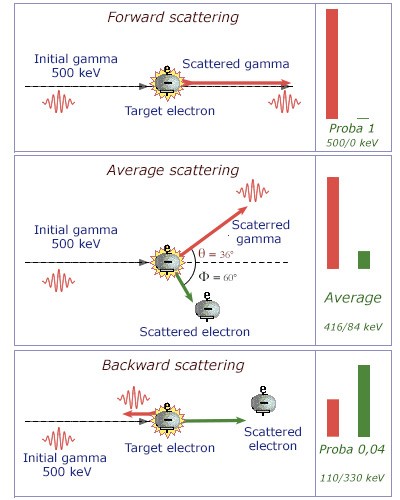 Forward scattering
Initial gamma
500 keV
Scattered gamma
e
Target electron
Proba 1
500/0 keV
Average scattering
Initial gamma
500 keV
Scaterred
gamma
e
θ = 36°
Φ = 60°
e
Scattered electron
Average
416/84 keV
Backward scattering
e
e
Initial gamma
500 keV
Target electron
Scattered
electron
Proba 0,04
110/330 keV